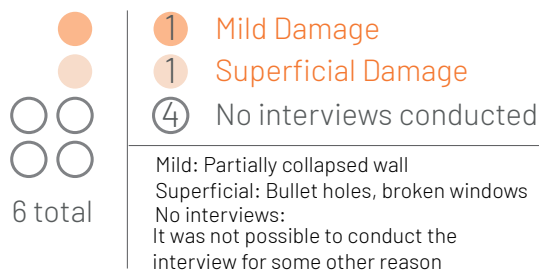 1 Mild Damage
1 Superficial Damage
4 No interviews conducted
6 total
Mild: Partially collapsed wall
Superficial: Bullet holes, broken windows
No interviews:
It was not possible to conduct the
interview for some other reason